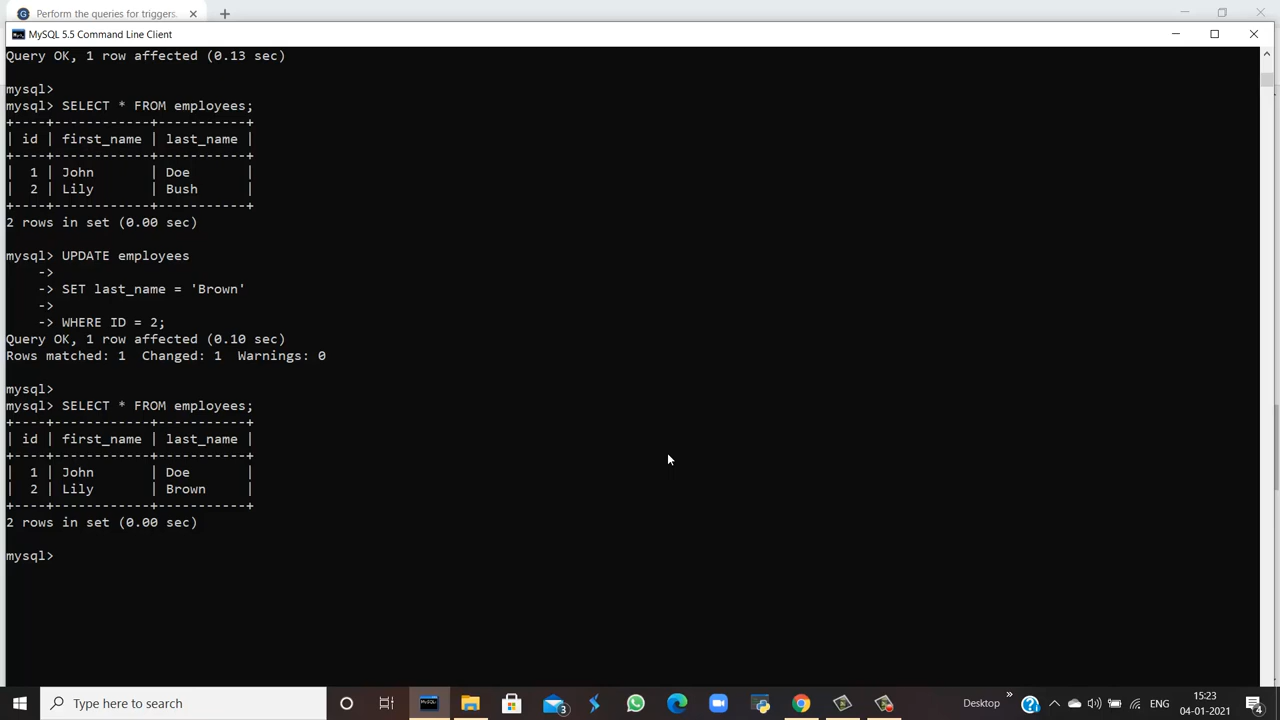 Perform the queries for triggers.
MySQL 5.5 Command Line Client
Query OK, 1 row affected (0.13 sec)
mysql>
mysql> SELECT * FROM employees;
+----+------------+-----------+
| id | first_name | last_name |
+----+------------+-----------+
|  1 | John       | Doe       |
|  2 | Lily       | Bush      |
+----+------------+-----------+
2 rows in set (0.00 sec)
mysql> UPDATE employees
    ->
    -> SET last_name = 'Brown'
    ->
    -> WHERE ID = 2;
Query OK, 1 row affected (0.10 sec)
Rows matched: 1  Changed: 1  Warnings: 0
mysql>
mysql> SELECT * FROM employees;
+----+------------+-----------+
| id | first_name | last_name |
+----+------------+-----------+
|  1 | John       | Doe       |
|  2 | Lily       | Brown     |
+----+------------+-----------+
2 rows in set (0.00 sec)
mysql>
Type here to search
MySQL
3
Desktop
ENG
15:23
04-01-2021
4